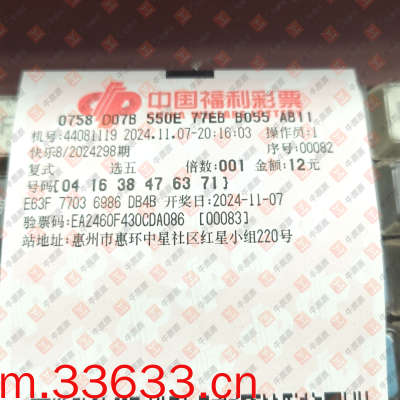 中国福利彩票
0758 D07B 550E 77EB B055 AB11
机号:44081119 2024.11.07-20:16:03 操作员:1
快乐8/2024298期 序号:00082
复式 选五 倍数:001 金额:12元
号码[04 16 38 47 63 71]
E63F 7703 6986 DB4B 开奖日:2024-11-07
验票码:EA2460F430CDA086 [00083]
站地址:惠州市惠环中星社区红星小组220号
m.33633.cn